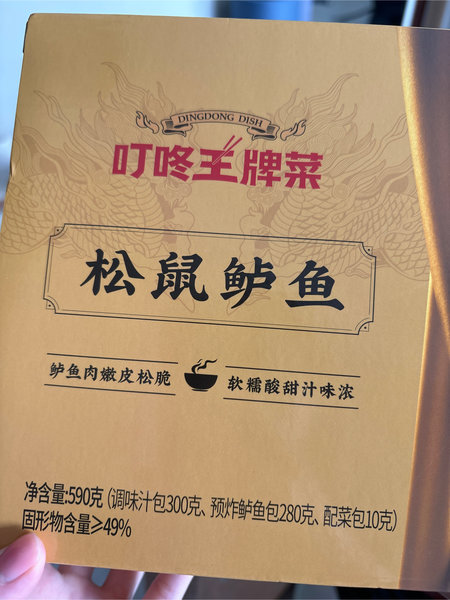 DINGDONG DISH
叮咚王牌菜
松鼠鲈鱼
鲈鱼肉嫩皮松脆
软糯酸甜汁味浓
净含量:590克（调味汁包300克、预炸鲈鱼包280克、配菜包10克）
固形物含量≥49%